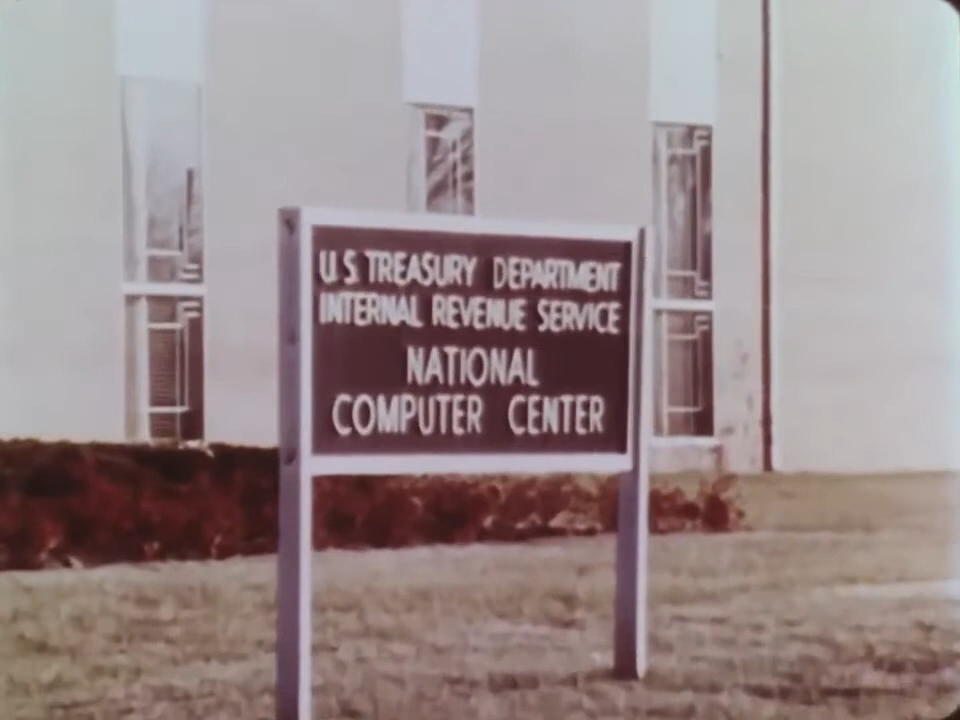 U.S. TREASURY DEPARTMENT
INTERNAL REVENUE SERVICE
NATIONAL
COMPUTER CENTER